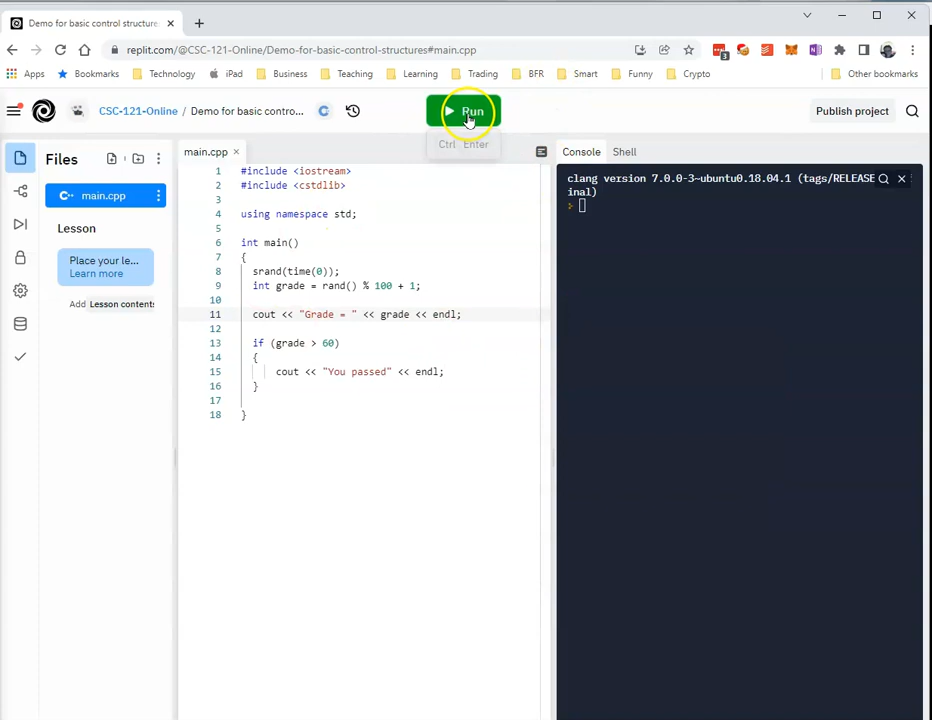 Demo for basic control structure
replit.com/@CSC-121-Online/Demo-for-basic-control-structures#main.cpp
3
Apps Bookmarks Technology iPad Business Teaching Learning Trading BFR Smart Funny Crypto Other bookmarks
CSC-121-Online / Demo for basic contro...
Run
Publish project
Ctrl Enter
Files
main.cpp
Console Shell
main.cpp
Lesson
Place your le...
Learn more
Add Lesson content
1 #include <iostream>
2 #include <cstdlib>
3
4 using namespace std;
5
6 int main()
7 {
8 srand(time(0));
9 int grade = rand() % 100 + 1;
10
11 cout << "Grade = " << grade << endl;
12
13 if (grade > 60)
14 {
15 cout << "You passed" << endl;
16 }
17
18 }
clang version 7.0.0-3~ubuntu0.18.04.1 (tags/RELEASE
inal)